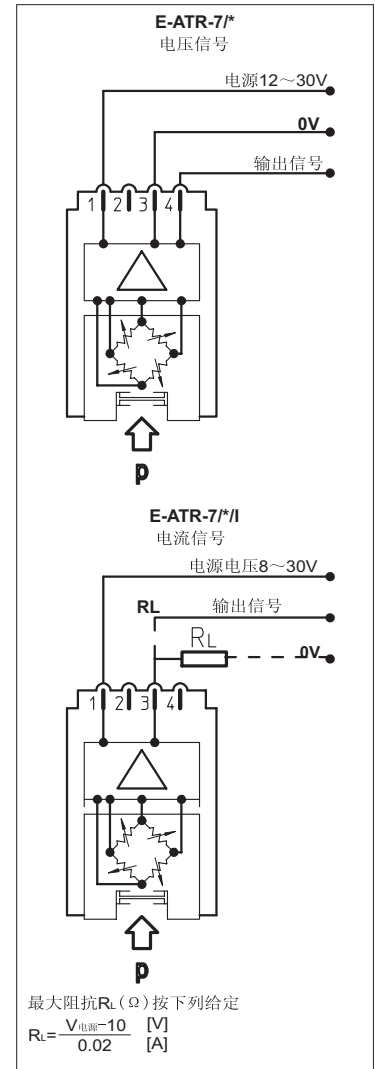 E-ATR-7/*
电压信号
电源12～30V
0V
输出信号
1 2 3 4
p
E-ATR-7/*/I
电流信号
电源电压8～30V
RL 输出信号
RL
0V
1 2 3 4
p
最大阻抗RL(Ω)按下列给定
RL= V电源-10 [V]
0.02 [A]